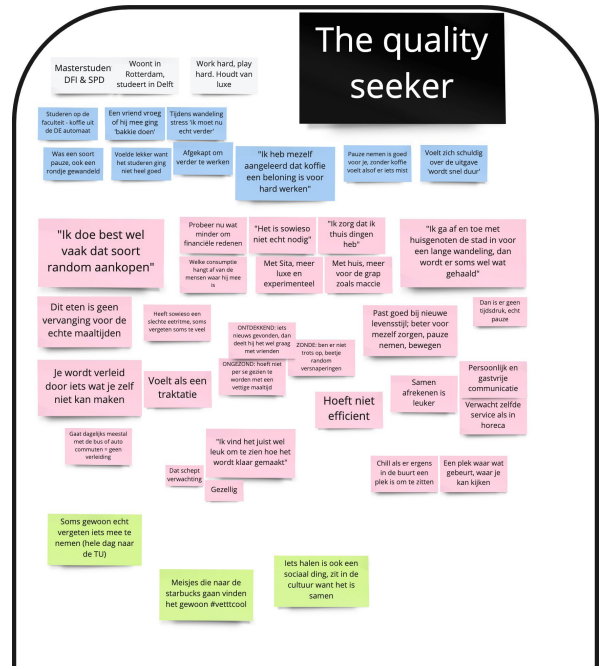 The quality
seeker
Masterstuden
DFI & SPD
Woont in
Rotterdam,
studeert in Delft
Work hard, play
hard. Houdt van
luxe
Studeren op de
faculteit - koffie uit
de DE automaat
Een vriend vroeg
of hij mee ging
'bakkie doen'
Tijdens wandeling
stress 'ik moet nu
echt verder'
Was een soort
pauze, ook een
rondje gewandeld
Voelde lekker want
het studeren ging
niet heel goed
Afgekapt om
verder te werken
"Ik heb mezelf
aangeleerd dat koffie
een beloning is voor
hard werken"
Pauze nemen is goed
voor je, zonder koffie
voelt alsof er iets mist
Voelt zich schuldig
over de uitgave
'wordt snel duur'
"Ik doe best wel
vaak dat soort
random aankopen"
Probeer nu wat
minder om
financiële redenen
"Het is sowieso
niet echt nodig"
"Ik zorg dat ik
thuis dingen
heb"
"Ik ga af en toe met
huisgenoten de stad in voor
een lange wandeling, dan
wordt er soms wel wat
gehaald"
Welke consumptie
hangt af van de
mensen waar hij mee
is
Met Sita, meer
luxe en
experimenteel
Met huis, meer
voor de grap
zoals maccie
Dit eten is geen
vervanging voor de
echte maaltijden
Heeft sowieso een
slechte eetritme, soms
vergeten soms te veel
ONTDEKKEND: iets
nieuws gevonden, dan
deelt hij het wel graag
met vrienden
ZONDE: ben er niet
trots op, beetje
random
versnaperingen
Past goed bij nieuwe
levensstijl; beter voor
mezelf zorgen, pauze
nemen, bewegen
Dan is er geen
tijdsdruk, echt
pauze
Je wordt verleid
door iets wat je zelf
niet kan maken
Voelt als een
traktatie
ONGEZOND: hoeft niet
per se gezien te
worden met een
vettige maaltijd
Hoeft niet
efficient
Samen
afrekenen is
leuker
Persoonlijk en
gastvrije
communicatie
Verwacht zelfde
service als in
horeca
Gaat dagelijks meestal
met de bus of auto
commuten = geen
verleiding
"Ik vind het juist wel
leuk om te zien hoe het
wordt klaar gemaakt"
Dat schept
verwachting
Gezellig
Chill als er ergens
in de buurt een
plek is om te zitten
Een plek waar wat
gebeurt, waar je
kan kijken
Soms gewoon echt
vergeten iets mee te
nemen (hele dag naar
de TU)
Meisjes die naar de
starbucks gaan vinden
het gewoon #vetttcool
Iets halen is ook een
sociaal ding, zit in de
cultuur want het is
samen